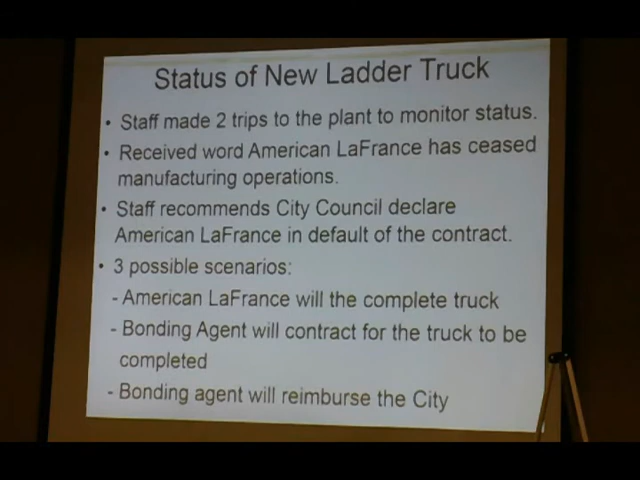 Status of New Ladder Truck
• Staff made 2 trips to the plant to monitor status.
• Received word American LaFrance has ceased
manufacturing operations.
• Staff recommends City Council declare
American LaFrance in default of the contract.
• 3 possible scenarios:
- American LaFrance will the complete truck
- Bonding Agent will contract for the truck to be
completed
- Bonding agent will reimburse the City